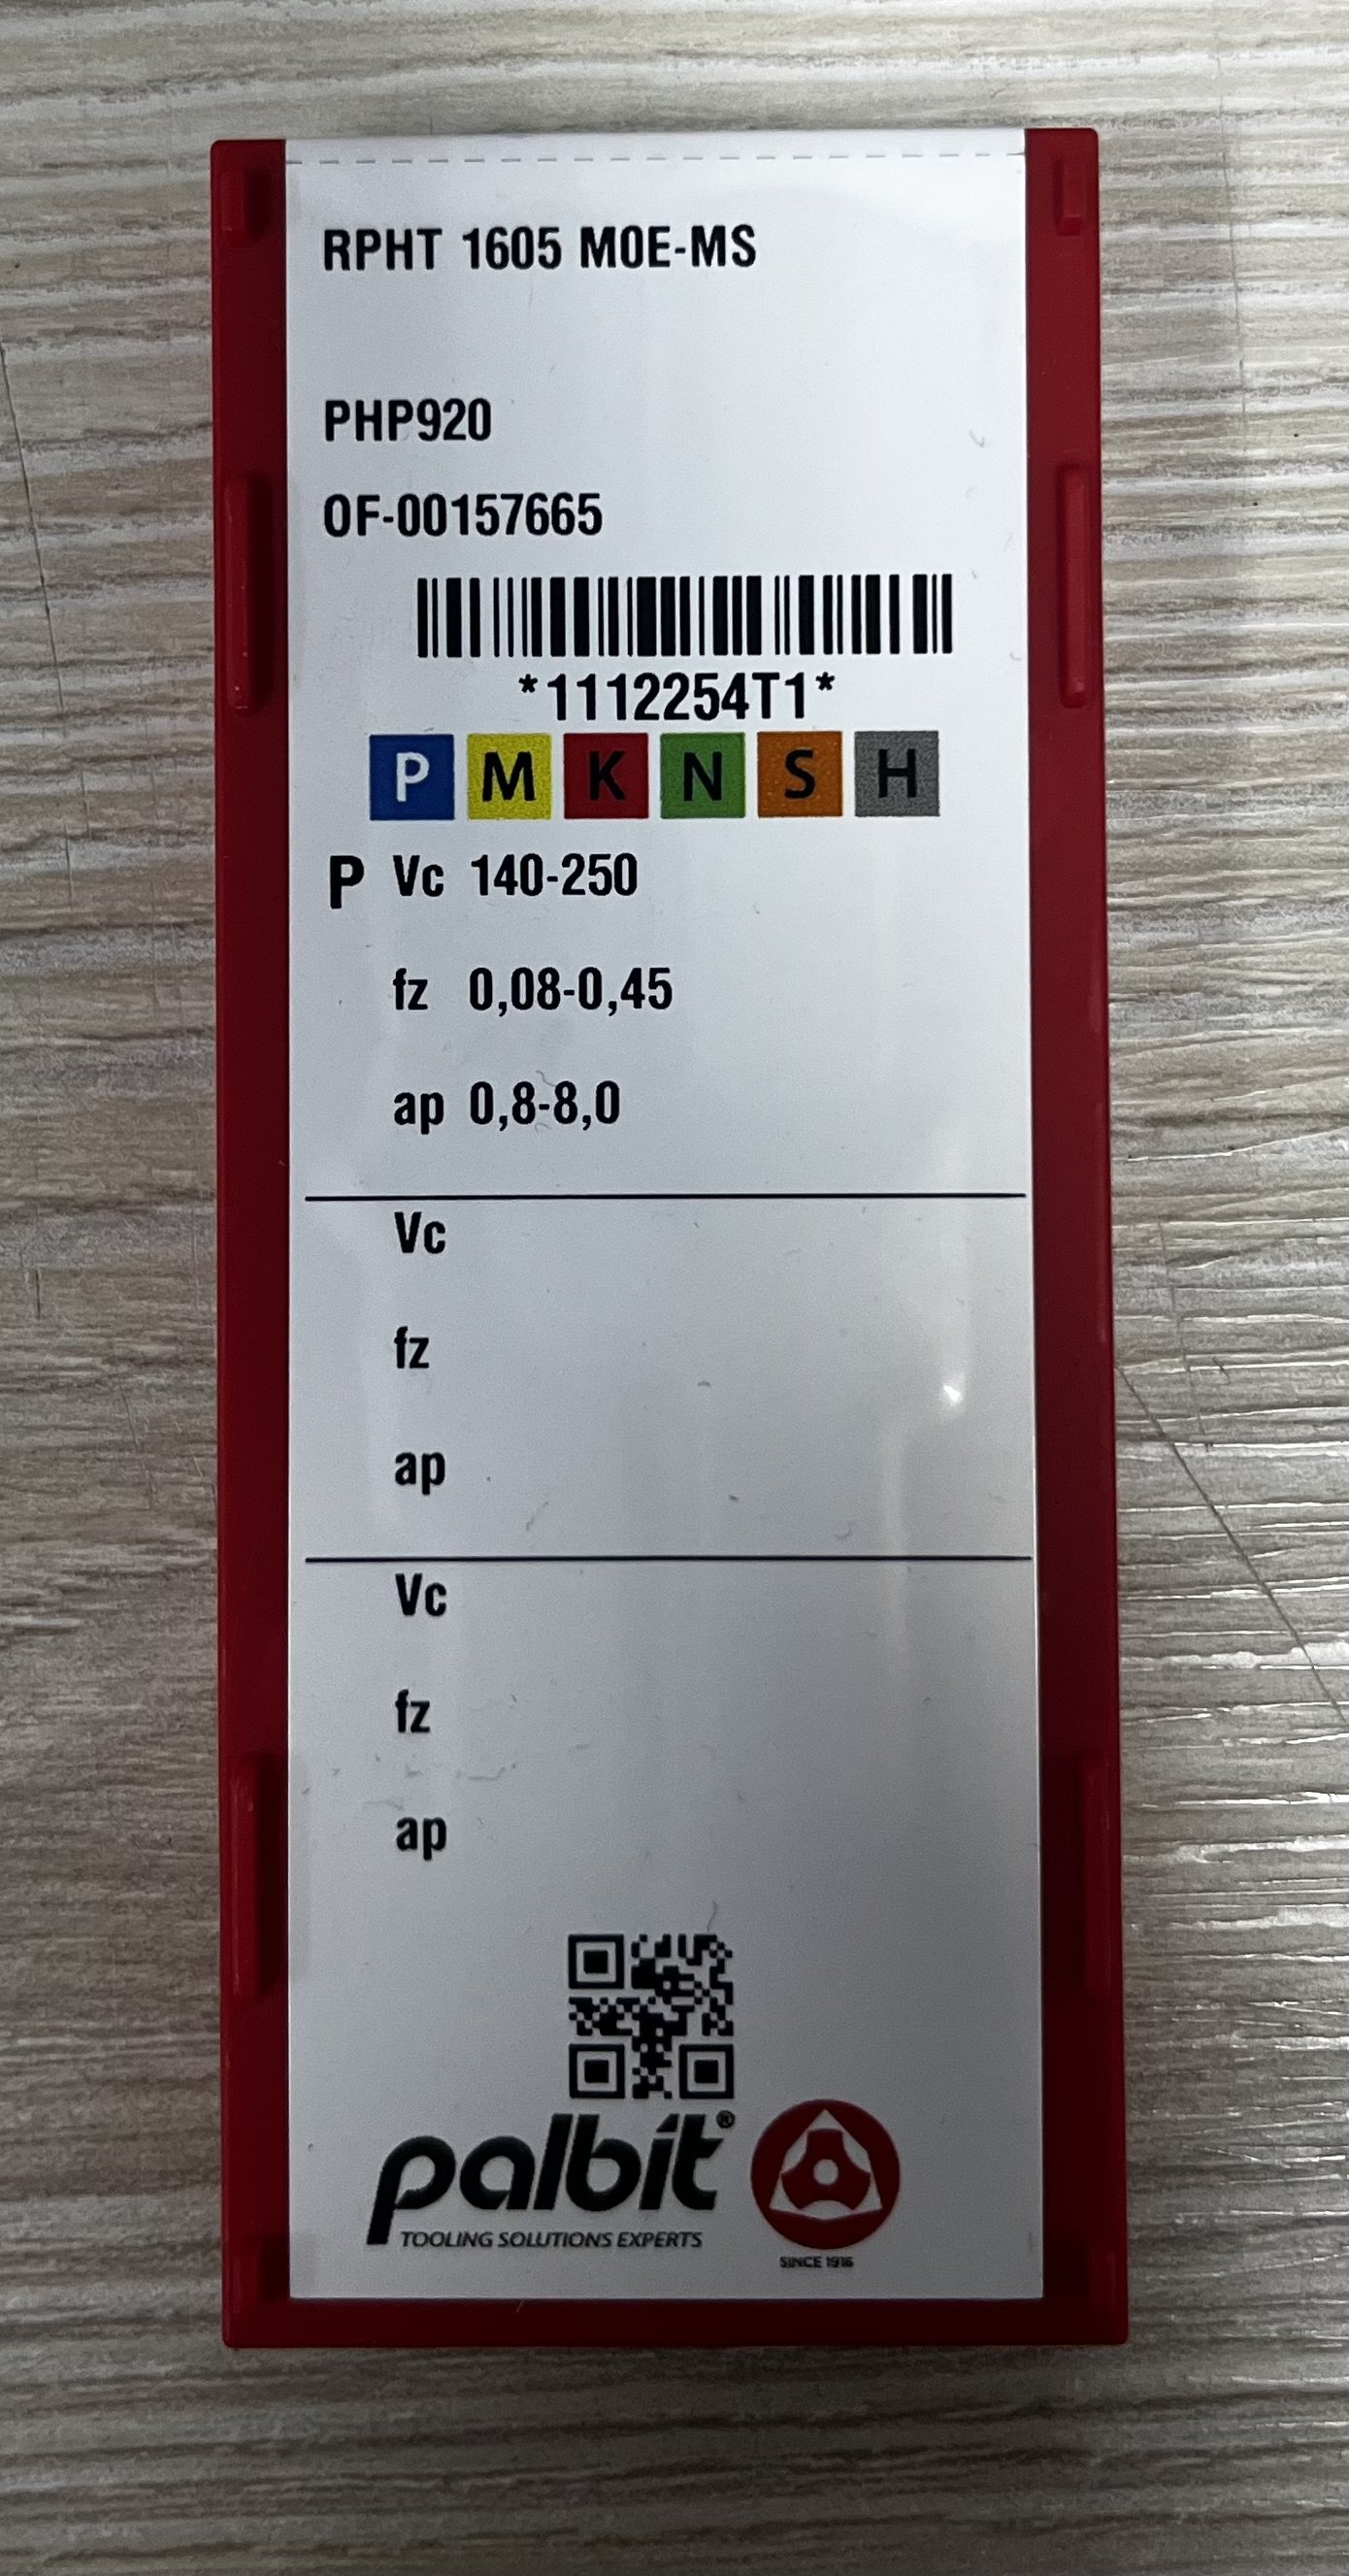 RPHT 1605 M0E-MS
PHP920
OF-00157665
*1112254T1*
P M K N S H
P Vc 140-250
fz 0,08-0,45
ap 0,8-8,0
Vc
fz
ap
Vc
fz
ap
palbit®
TOOLING SOLUTIONS EXPERTS
SINCE 1916